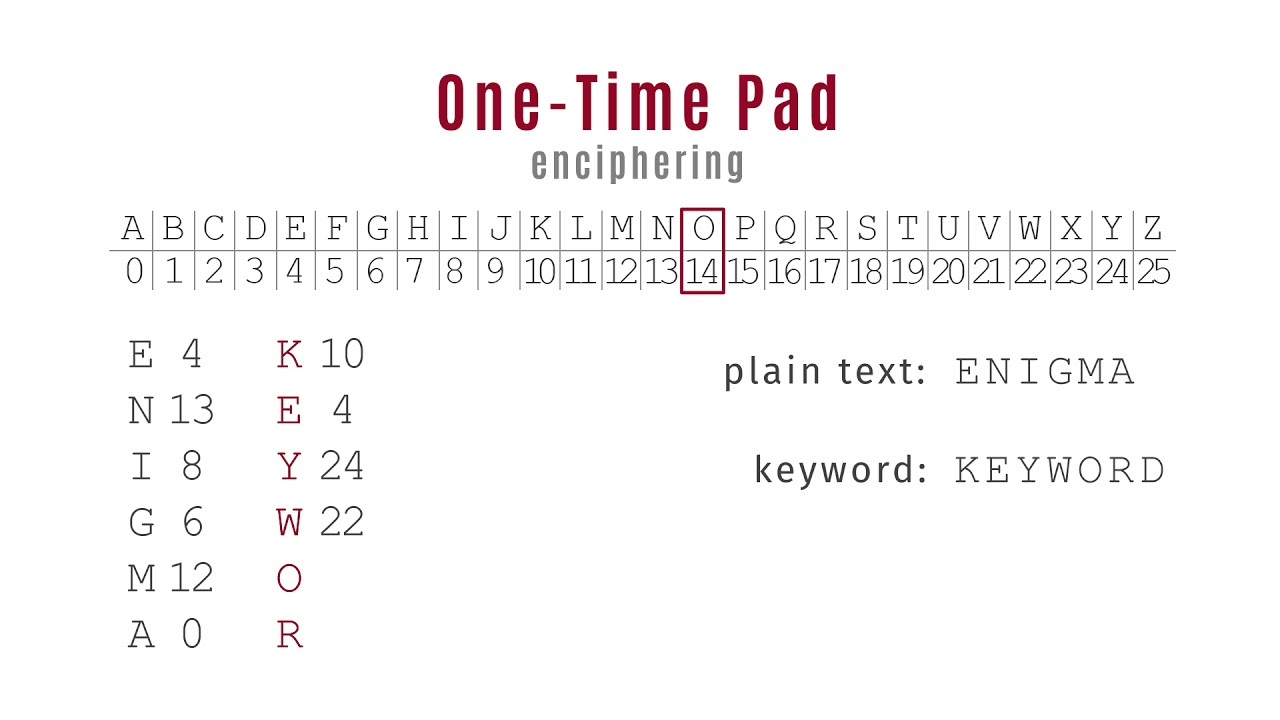 One-Time Pad
enciphering
A B C D E F G H I J K L M N O P Q R S T U V W X Y Z
0 1 2 3 4 5 6 7 8 9 10 11 12 13 14 15 16 17 18 19 20 21 22 23 24 25
E 4 K 10
N 13 E 4
I 8 Y 24
G 6 W 22
M 12 O
A 0 R
plain text: ENIGMA
keyword: KEYWORD